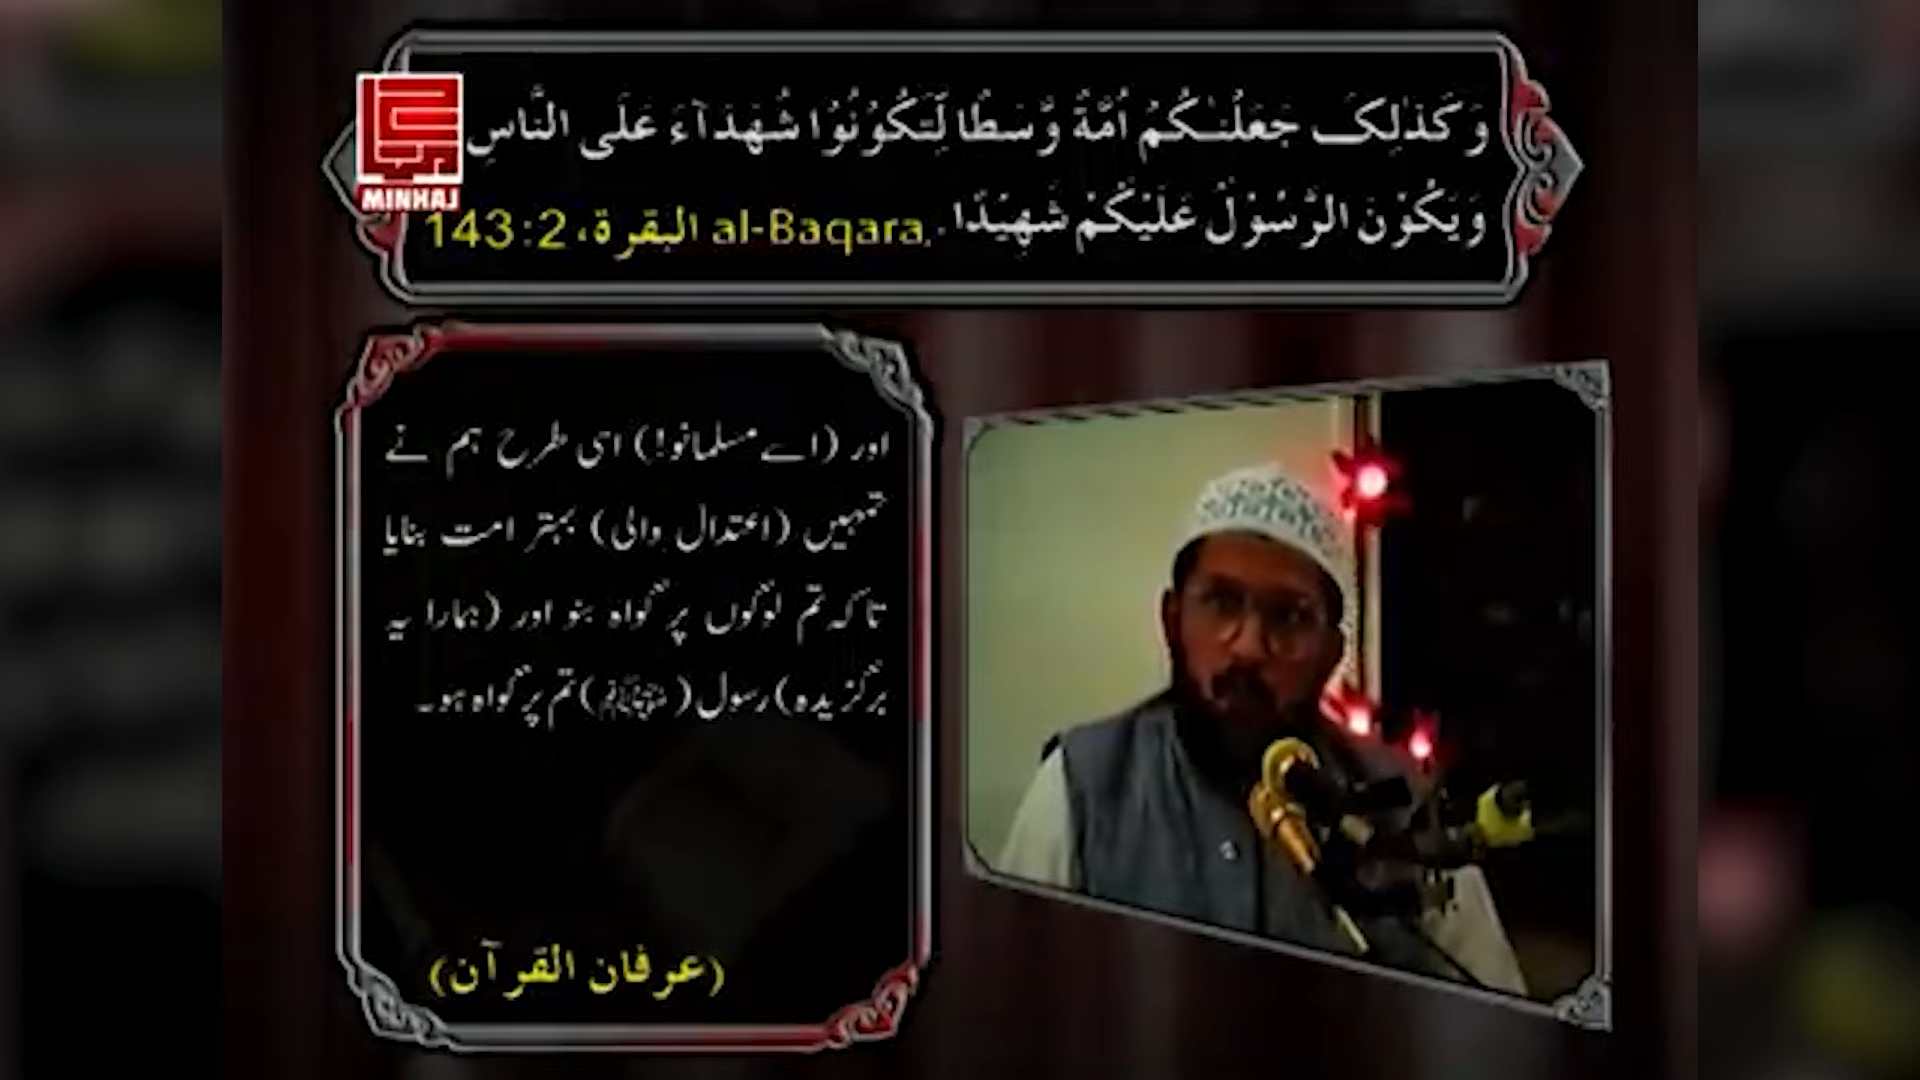 وَكَذٰلِكَ جَعَلْنٰـكُمْ اُمَّةً وَّسَطًا لِّتَكُوْنُوْا شُهَدَآءَ عَلَی النَّاسِ
وَيَكُوْنَ الرَّسُوْلُ عَلَيْكُمْ شَهِيْدًا.
al-Baqara, البقرة، 2:143
MINHAJ
اور (اے مسلمانو!) اسی طرح ہم نے
تمہیں (اعتدال والی) بہتر امت بنایا
تاکہ تم لوگوں پر گواہ بنو اور (ہمارا یہ
برگزیدہ) رسول (ﷺ) تم پر گواہ ہو۔
(عرفان القرآن)